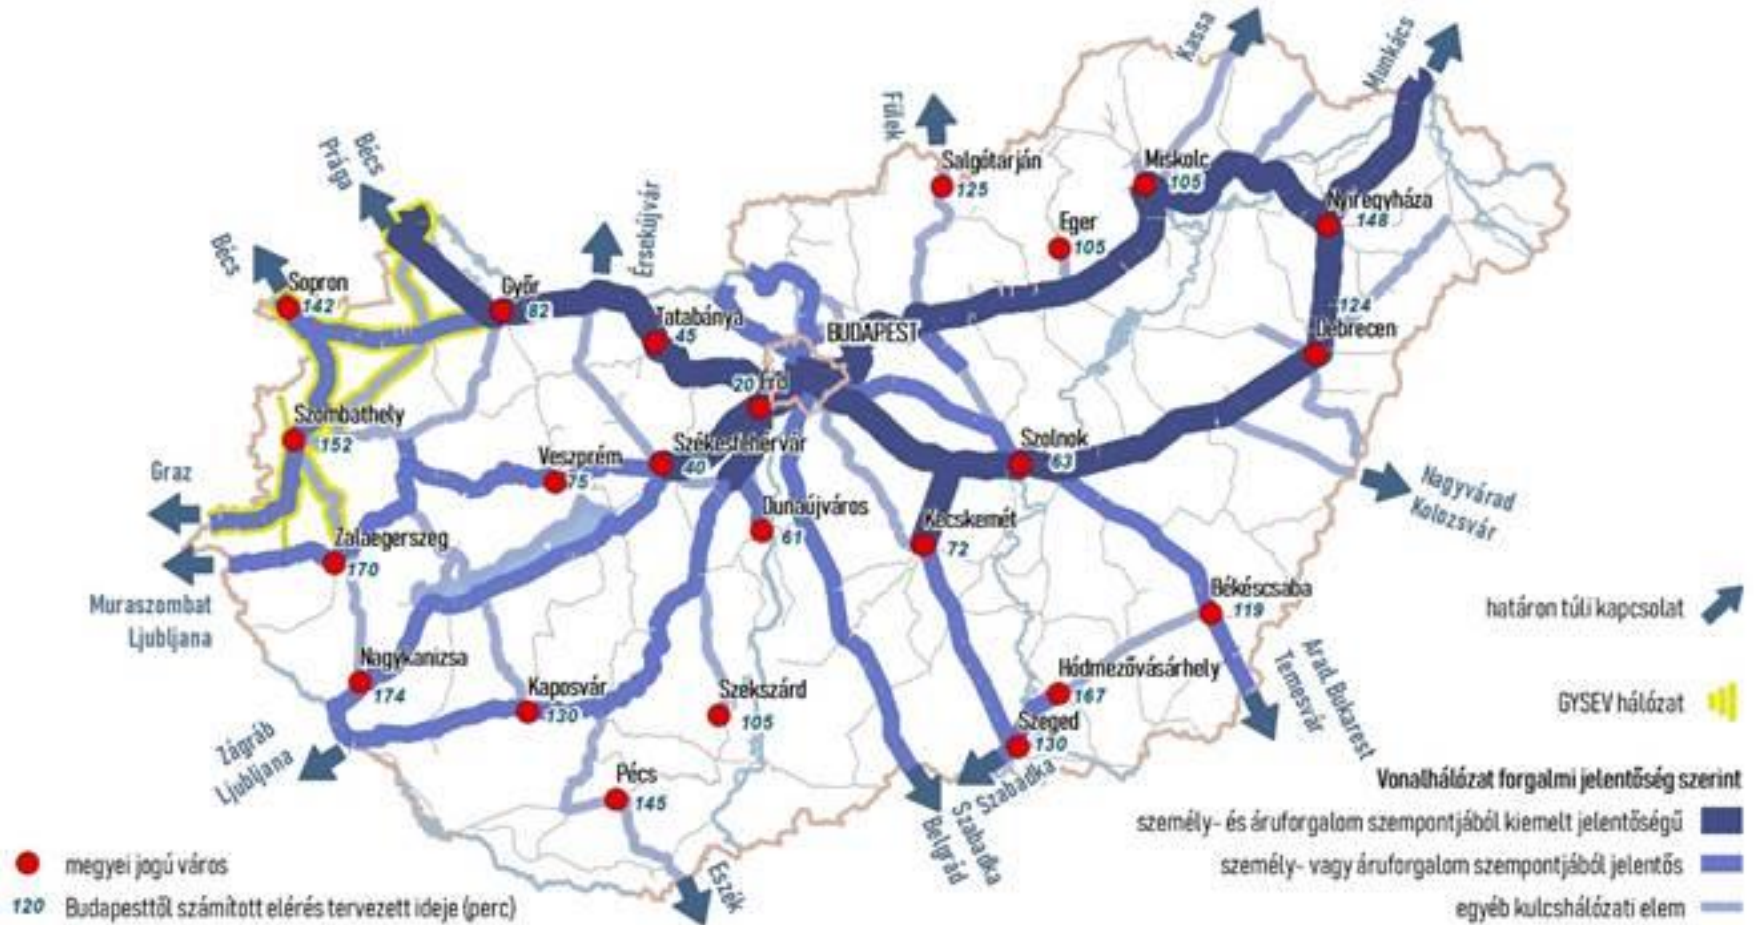 Kassa
Munkács
Fülek
Bécs
Prága
Érsekújvár
Bécs
Salgótarján
125
Miskolc
105
Eger
105
Nyíregyháza
148
Sopron
142
Győr
82
Tatabánya
45
BUDAPEST
124
Debrecen
20 Érd
Szombathely
152
Veszprém
75
Székesfehérvár
40
Szolnok
63
Graz
Nagyvárad
Kolozsvár
Dunaújváros
61
Kecskemét
72
Zalaegerszeg
170
Muraszombat
Ljubljana
Békéscsaba
119
határon túli kapcsolat
Arad, Bukarest
Temesvár
Nagykanizsa
174
Kaposvár
130
Szekszárd
105
Hódmezővásárhely
167
Szeged
130
GYSEV hálózat
Zágráb
Ljubljana
Szabadka
Pécs
145
Szabadka
Belgrád
Eszék
Vonalhálózat forgalmi jelentőség szerint
személy- és áruforgalom szempontjából kiemelt jelentőségű
személy- vagy áruforgalom szempontjából jelentős
egyéb kulcshálózati elem
megyei jogú város
120 Budapesttől számított elérés tervezett ideje (perc)